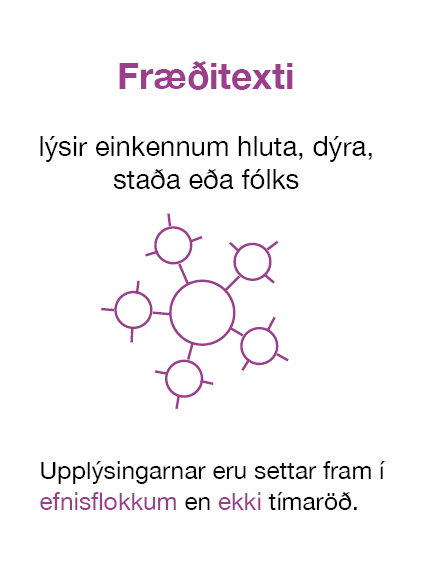 Fræðitexti
lýsir einkennum hluta, dýra,
staða eða fólks
Upplýsingarnar eru settar fram í
efnisflokkum en ekki tímaröð.